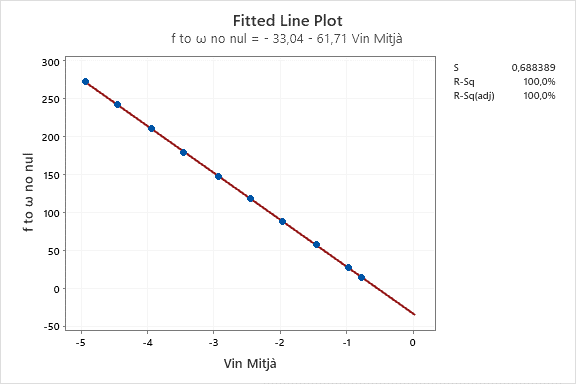 Fitted Line Plot
f to ω no nul = - 33,04 - 61,71 Vin Mitjà
S 0,688389
R-Sq 100,0%
R-Sq(adj) 100,0%
300
250
200
150
100
50
0
-50
f to ω no nul
-5 -4 -3 -2 -1 0
Vin Mitjà